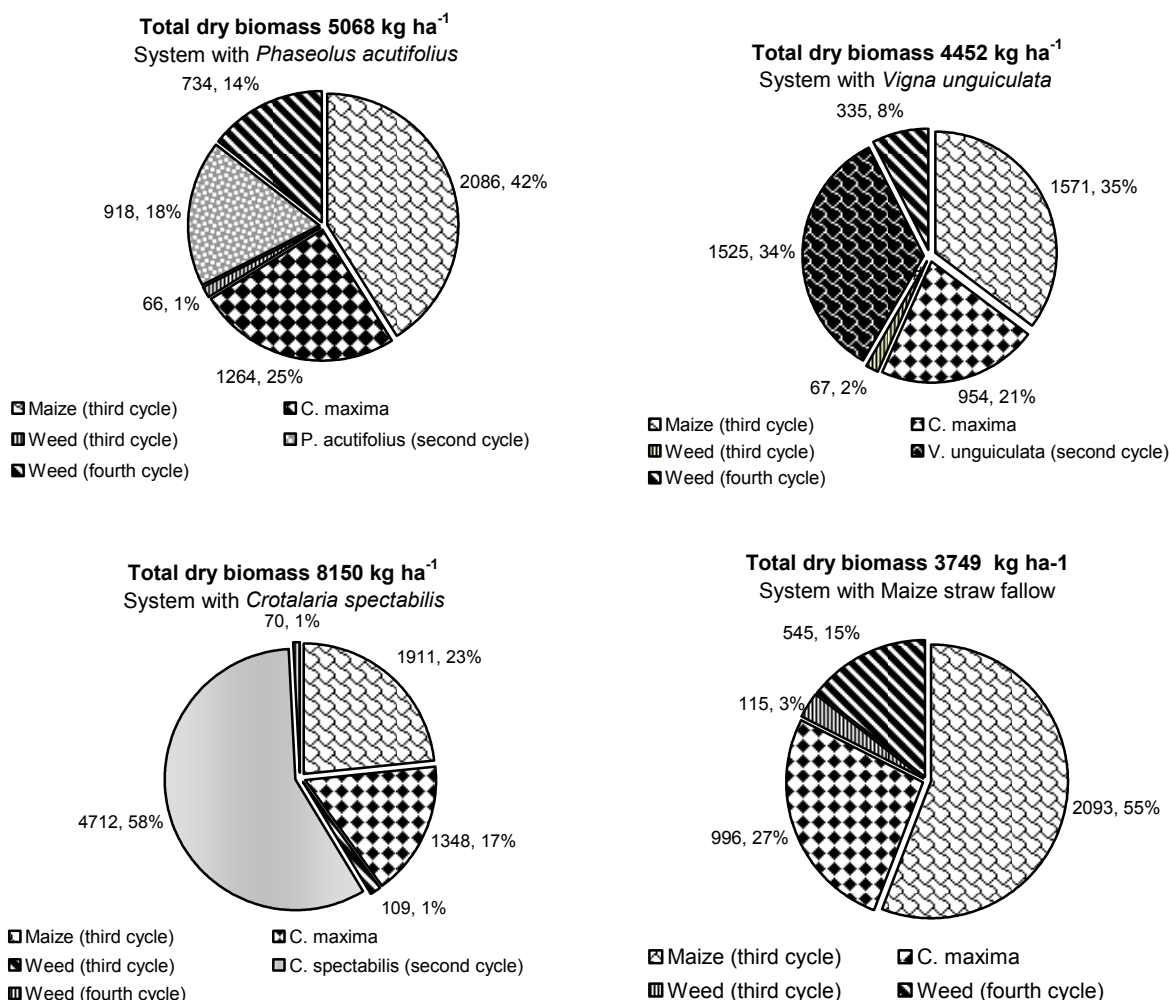 Total dry biomass 5068 kg ha-1
System with Phaseolus acutifolius
734, 14%
2086, 42%
918, 18%
66, 1%
1264, 25%
Maize (third cycle) C. maxima
Weed (third cycle) P. acutifolius (second cycle)
Weed (fourth cycle)
Total dry biomass 4452 kg ha-1
System with Vigna unguiculata
335, 8%
1571, 35%
1525, 34%
67, 2%
954, 21%
Maize (third cycle) C. maxima
Weed (third cycle) V. unguiculata (second cycle)
Weed (fourth cycle)
Total dry biomass 8150 kg ha-1
System with Crotalaria spectabilis
70, 1%
1911, 23%
4712, 58%
1348, 17%
109, 1%
Maize (third cycle) C. maxima
Weed (third cycle) C. spectabilis (second cycle)
Weed (fourth cycle)
Total dry biomass 3749 kg ha-1
System with Maize straw fallow
545, 15%
115, 3%
2093, 55%
996, 27%
Maize (third cycle) C. maxima
Weed (third cycle) Weed (fourth cycle)